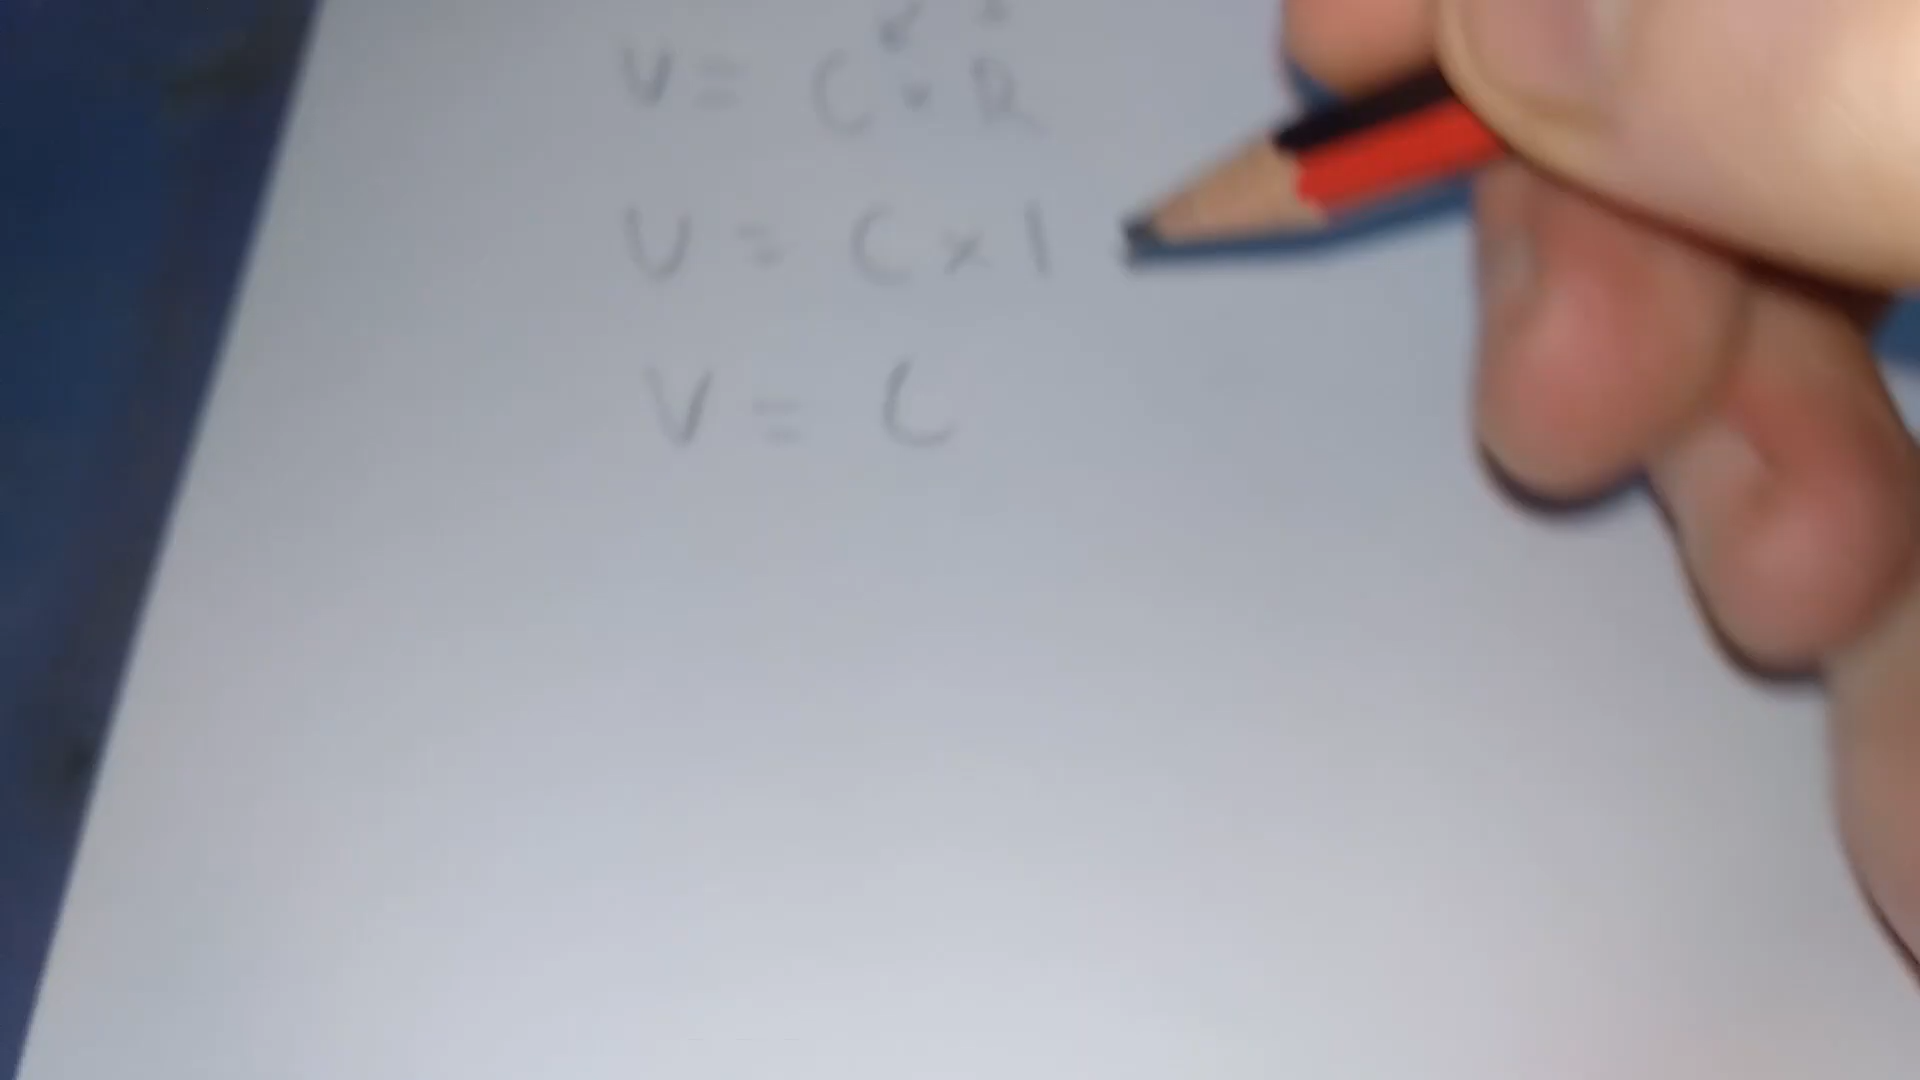 V = C × R
V = C × 1
V = C